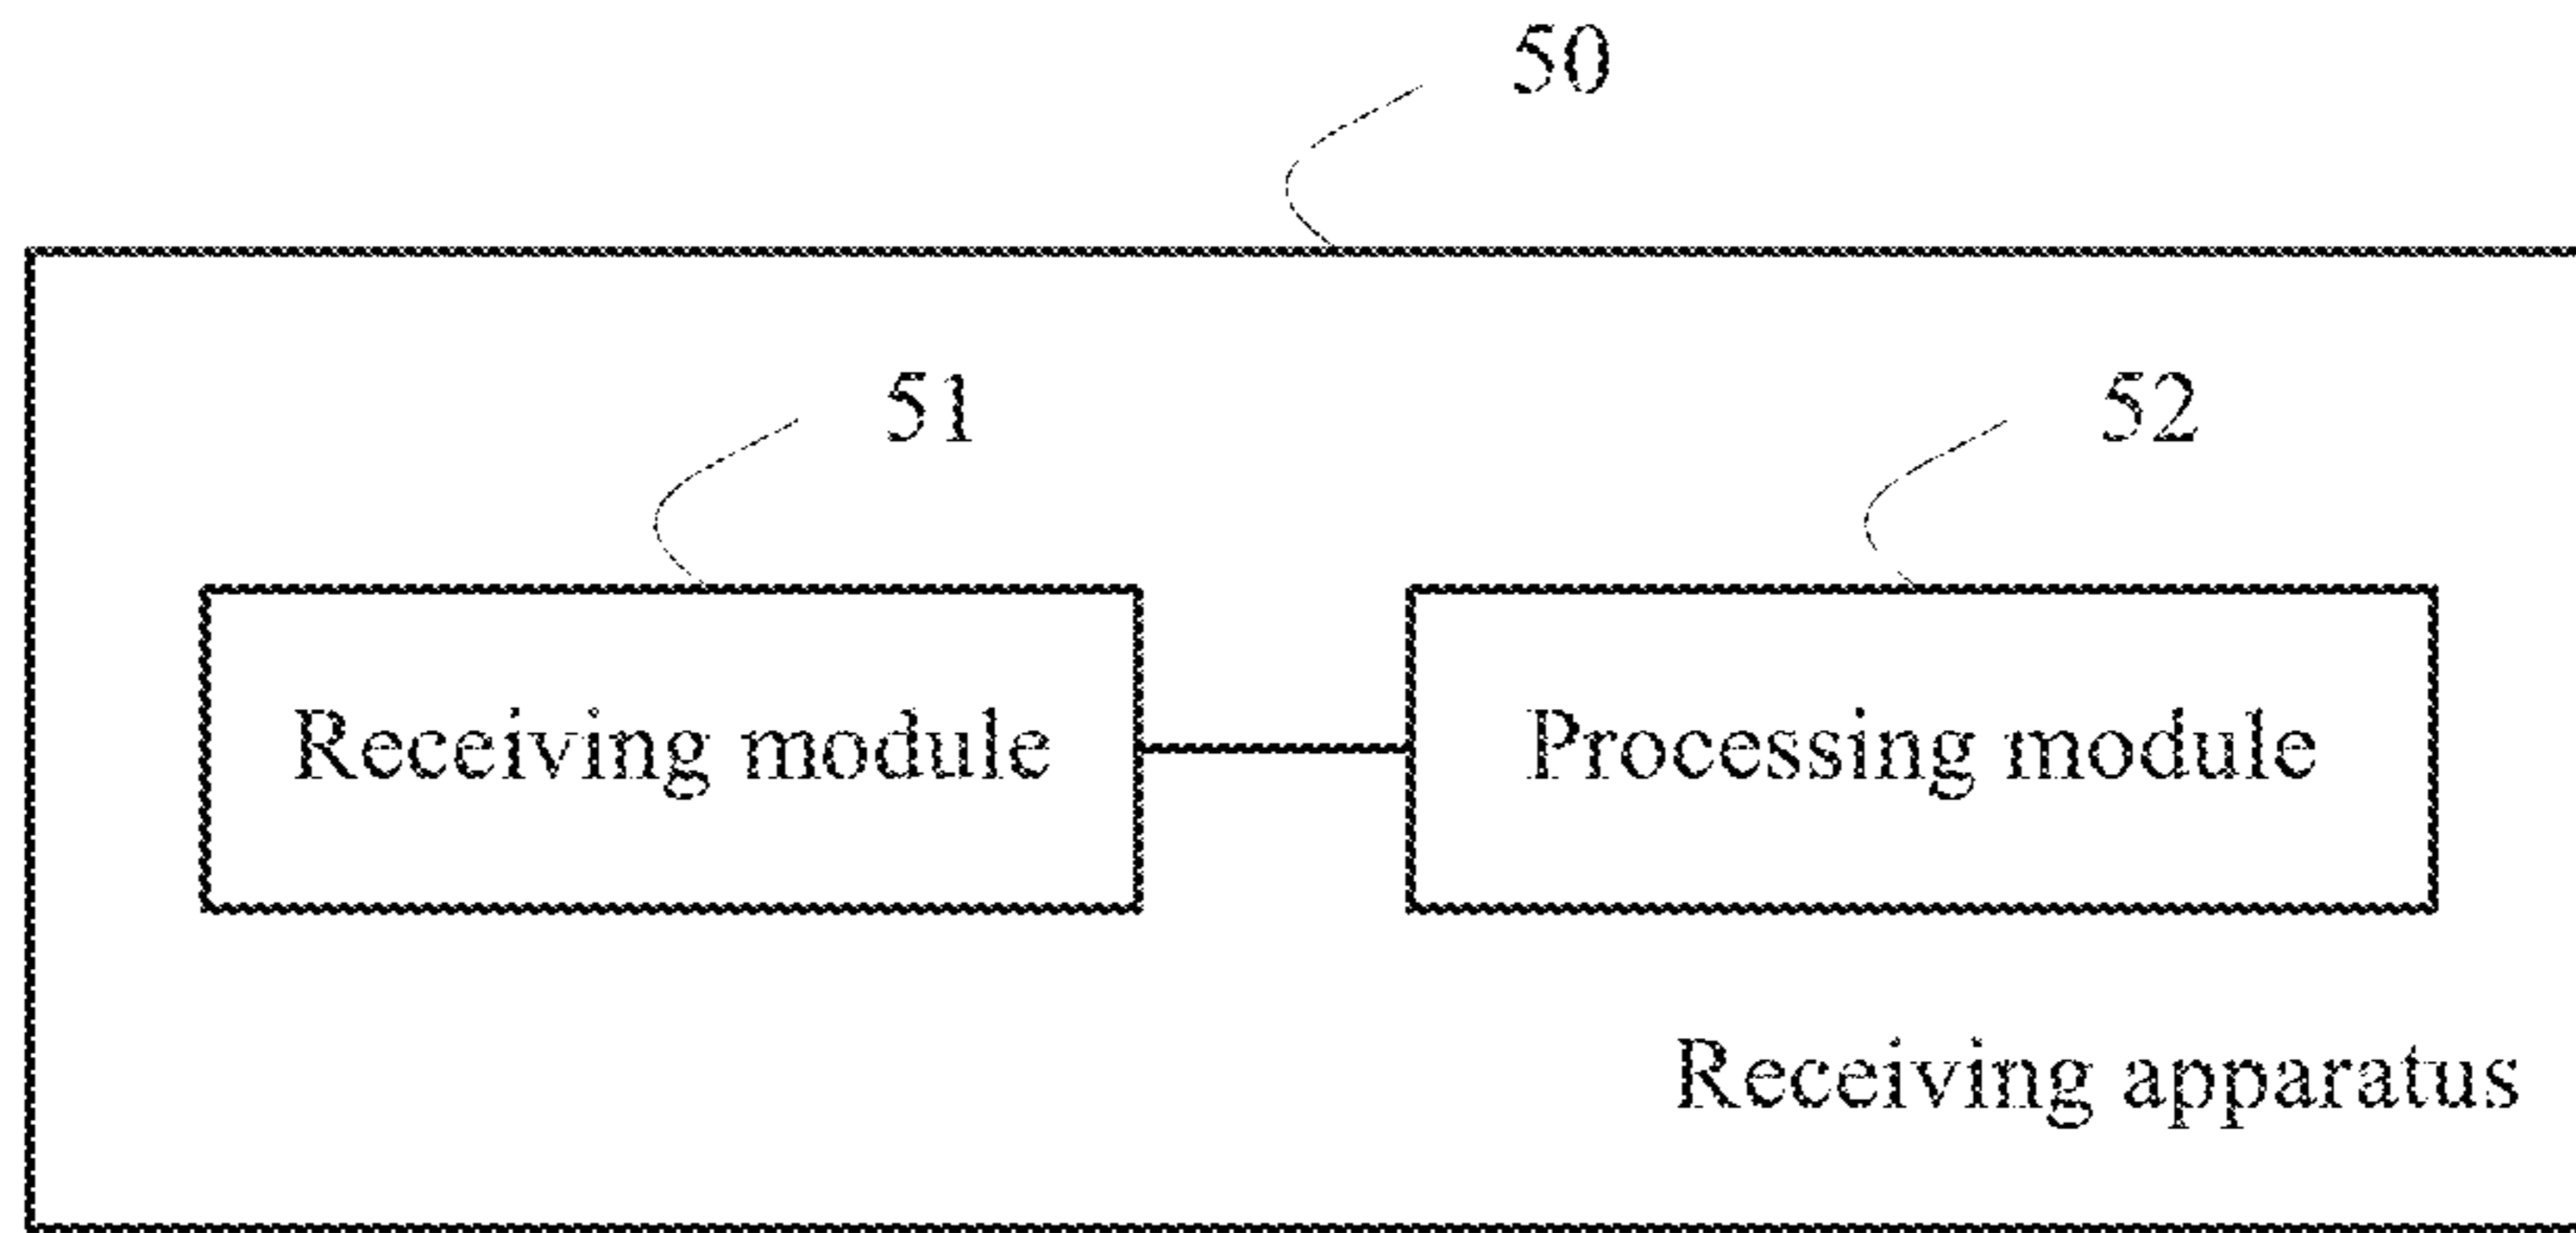 50
51
52
Receiving module
Processing module
Receiving apparatus